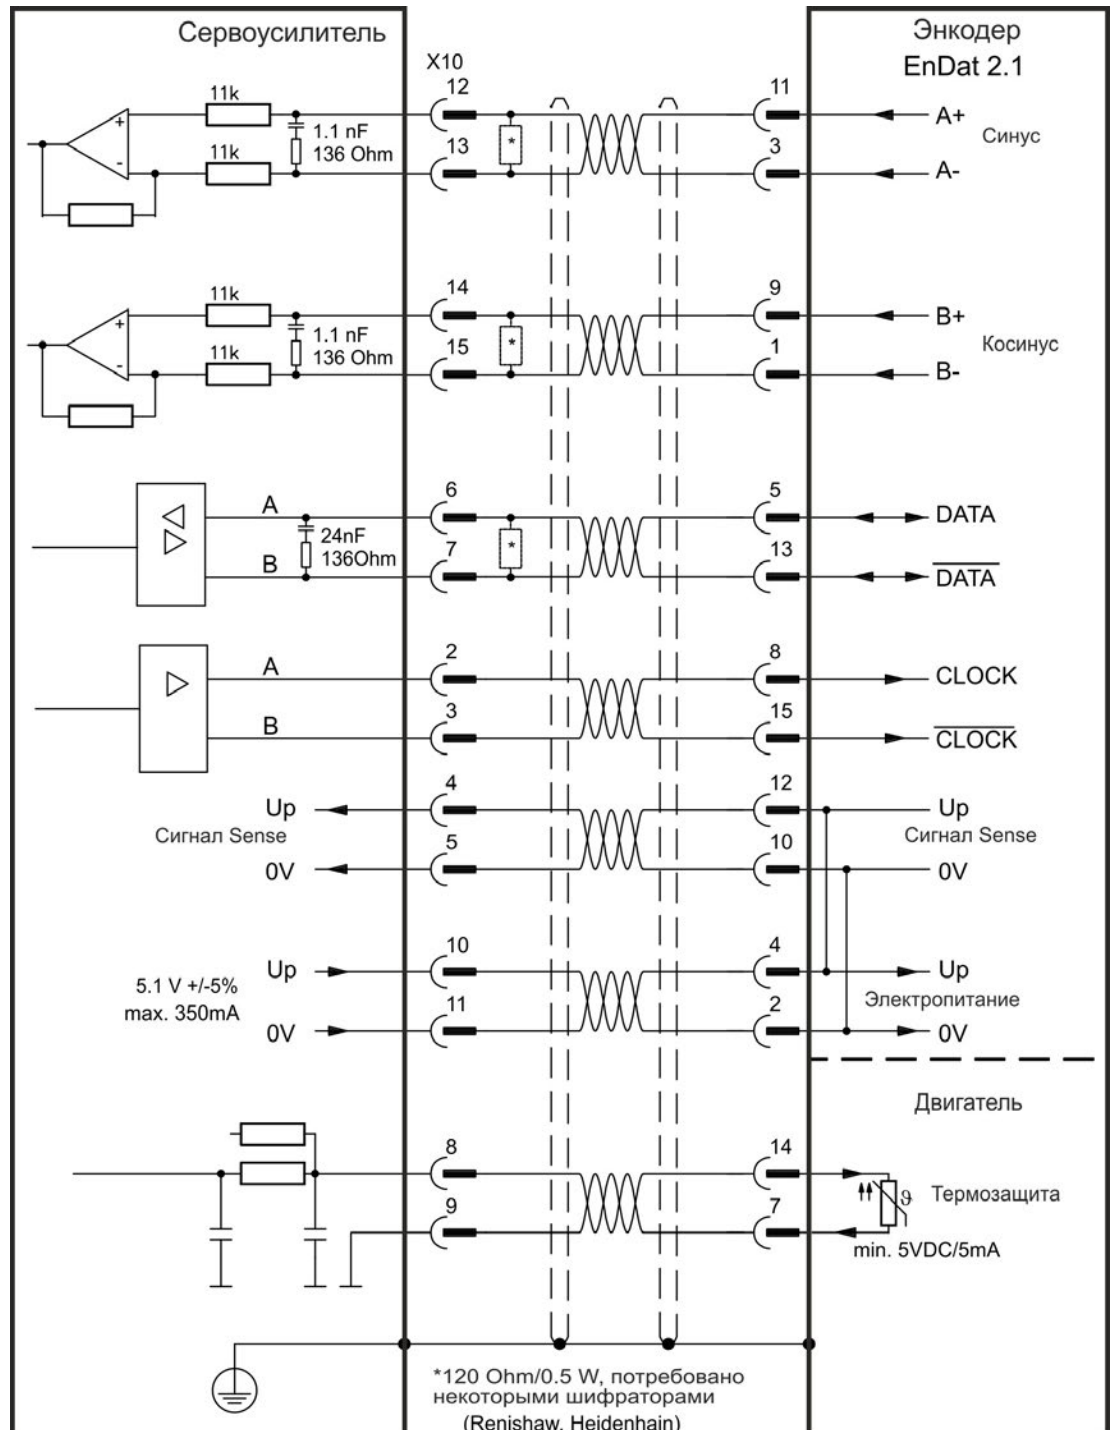 Сервоусилитель
Энкодер
EnDat 2.1
X10
11k
12
11
A+
+
1.1 nF
136 Ohm
*
Синус
11k
13
3
A-
-
11k
14
9
B+
+
1.1 nF
136 Ohm
*
Косинус
11k
15
1
B-
-
A
6
5
DATA
24nF
136Ohm
*
B
7
13
DATA
A
2
8
CLOCK
B
3
15
CLOCK
4
12
Up
Up
Сигнал Sense
Сигнал Sense
5
10
0V
0V
10
4
Up
Up
5.1 V +/-5%
max. 350mA
Электропитание
11
2
0V
0V
Двигатель
8
14
ϑ
Термозащита
9
7
min. 5VDC/5mA
*120 Ohm/0.5 W, потребовано
некоторыми шифраторами
(Renishaw, Heidenhain)